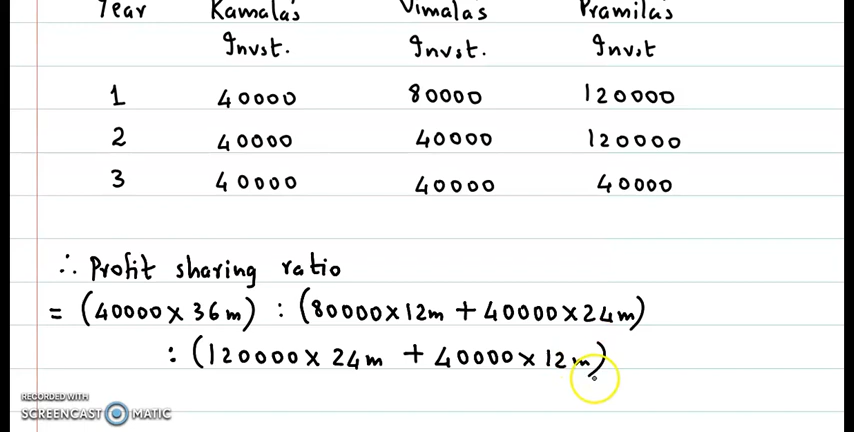 Year Kamala's Vimala's Pramila's
Invst. Invst. Invst
1 40000 80000 120000
2 40000 40000 120000
3 40000 40000 40000
∴ Profit sharing ratio
= (40000 × 36m) : (80000 × 12m + 40000 × 24m)
: (120000 × 24m + 40000 × 12m)
RECORDED WITH
SCREENCAST MATIC